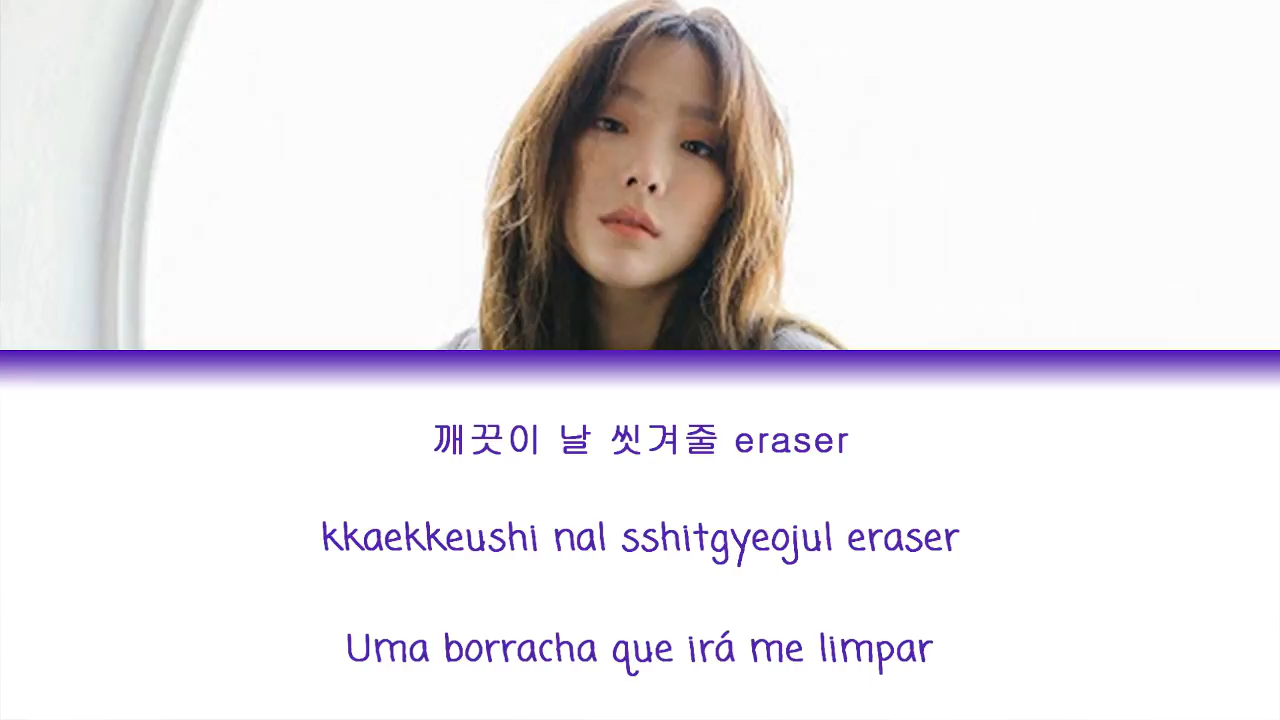 깨끗이 날 씻겨줄 eraser
kkaekkeushi nal sshitgyeojul eraser
Uma borracha que irá me limpar